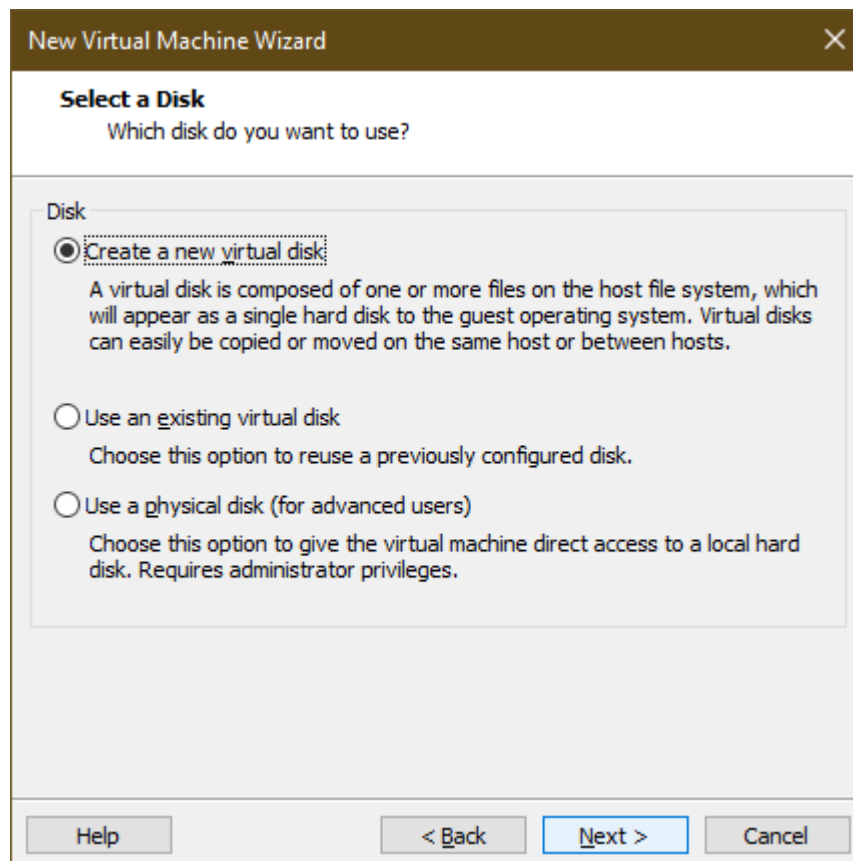 New Virtual Machine Wizard
Select a Disk
Which disk do you want to use?
Disk
Create a new virtual disk
A virtual disk is composed of one or more files on the host file system, which
will appear as a single hard disk to the guest operating system. Virtual disks
can easily be copied or moved on the same host or between hosts.
Use an existing virtual disk
Choose this option to reuse a previously configured disk.
Use a physical disk (for advanced users)
Choose this option to give the virtual machine direct access to a local hard
disk. Requires administrator privileges.
Help
< Back
Next >
Cancel